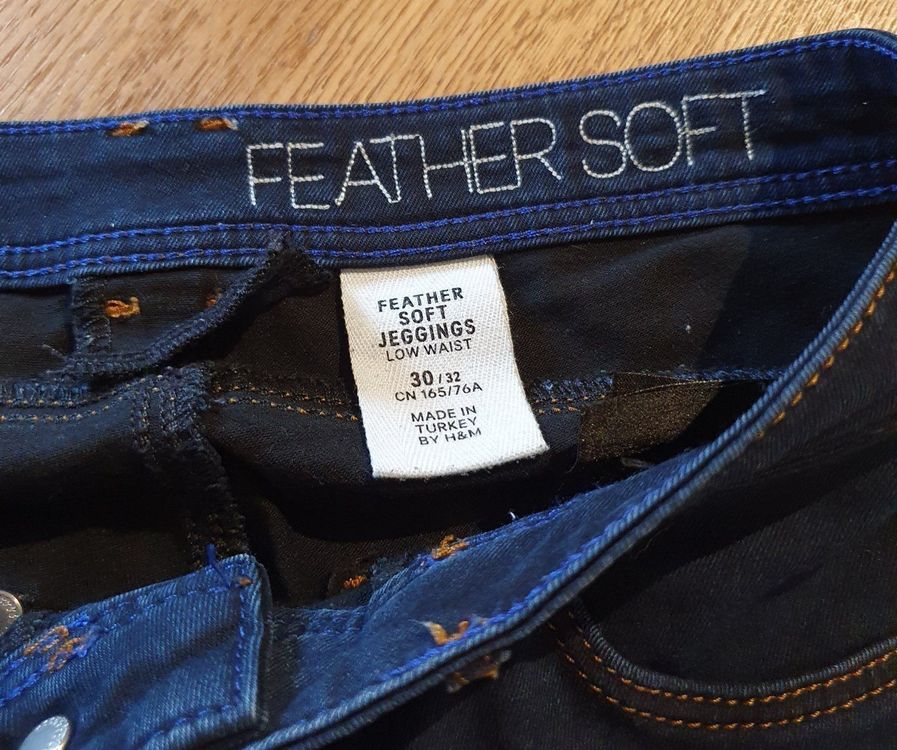 FEATHER SOFT
FEATHER
SOFT
JEGGINGS
LOW WAIST
30 / 32
CN 165/76A
MADE IN
TURKEY
BY H&M